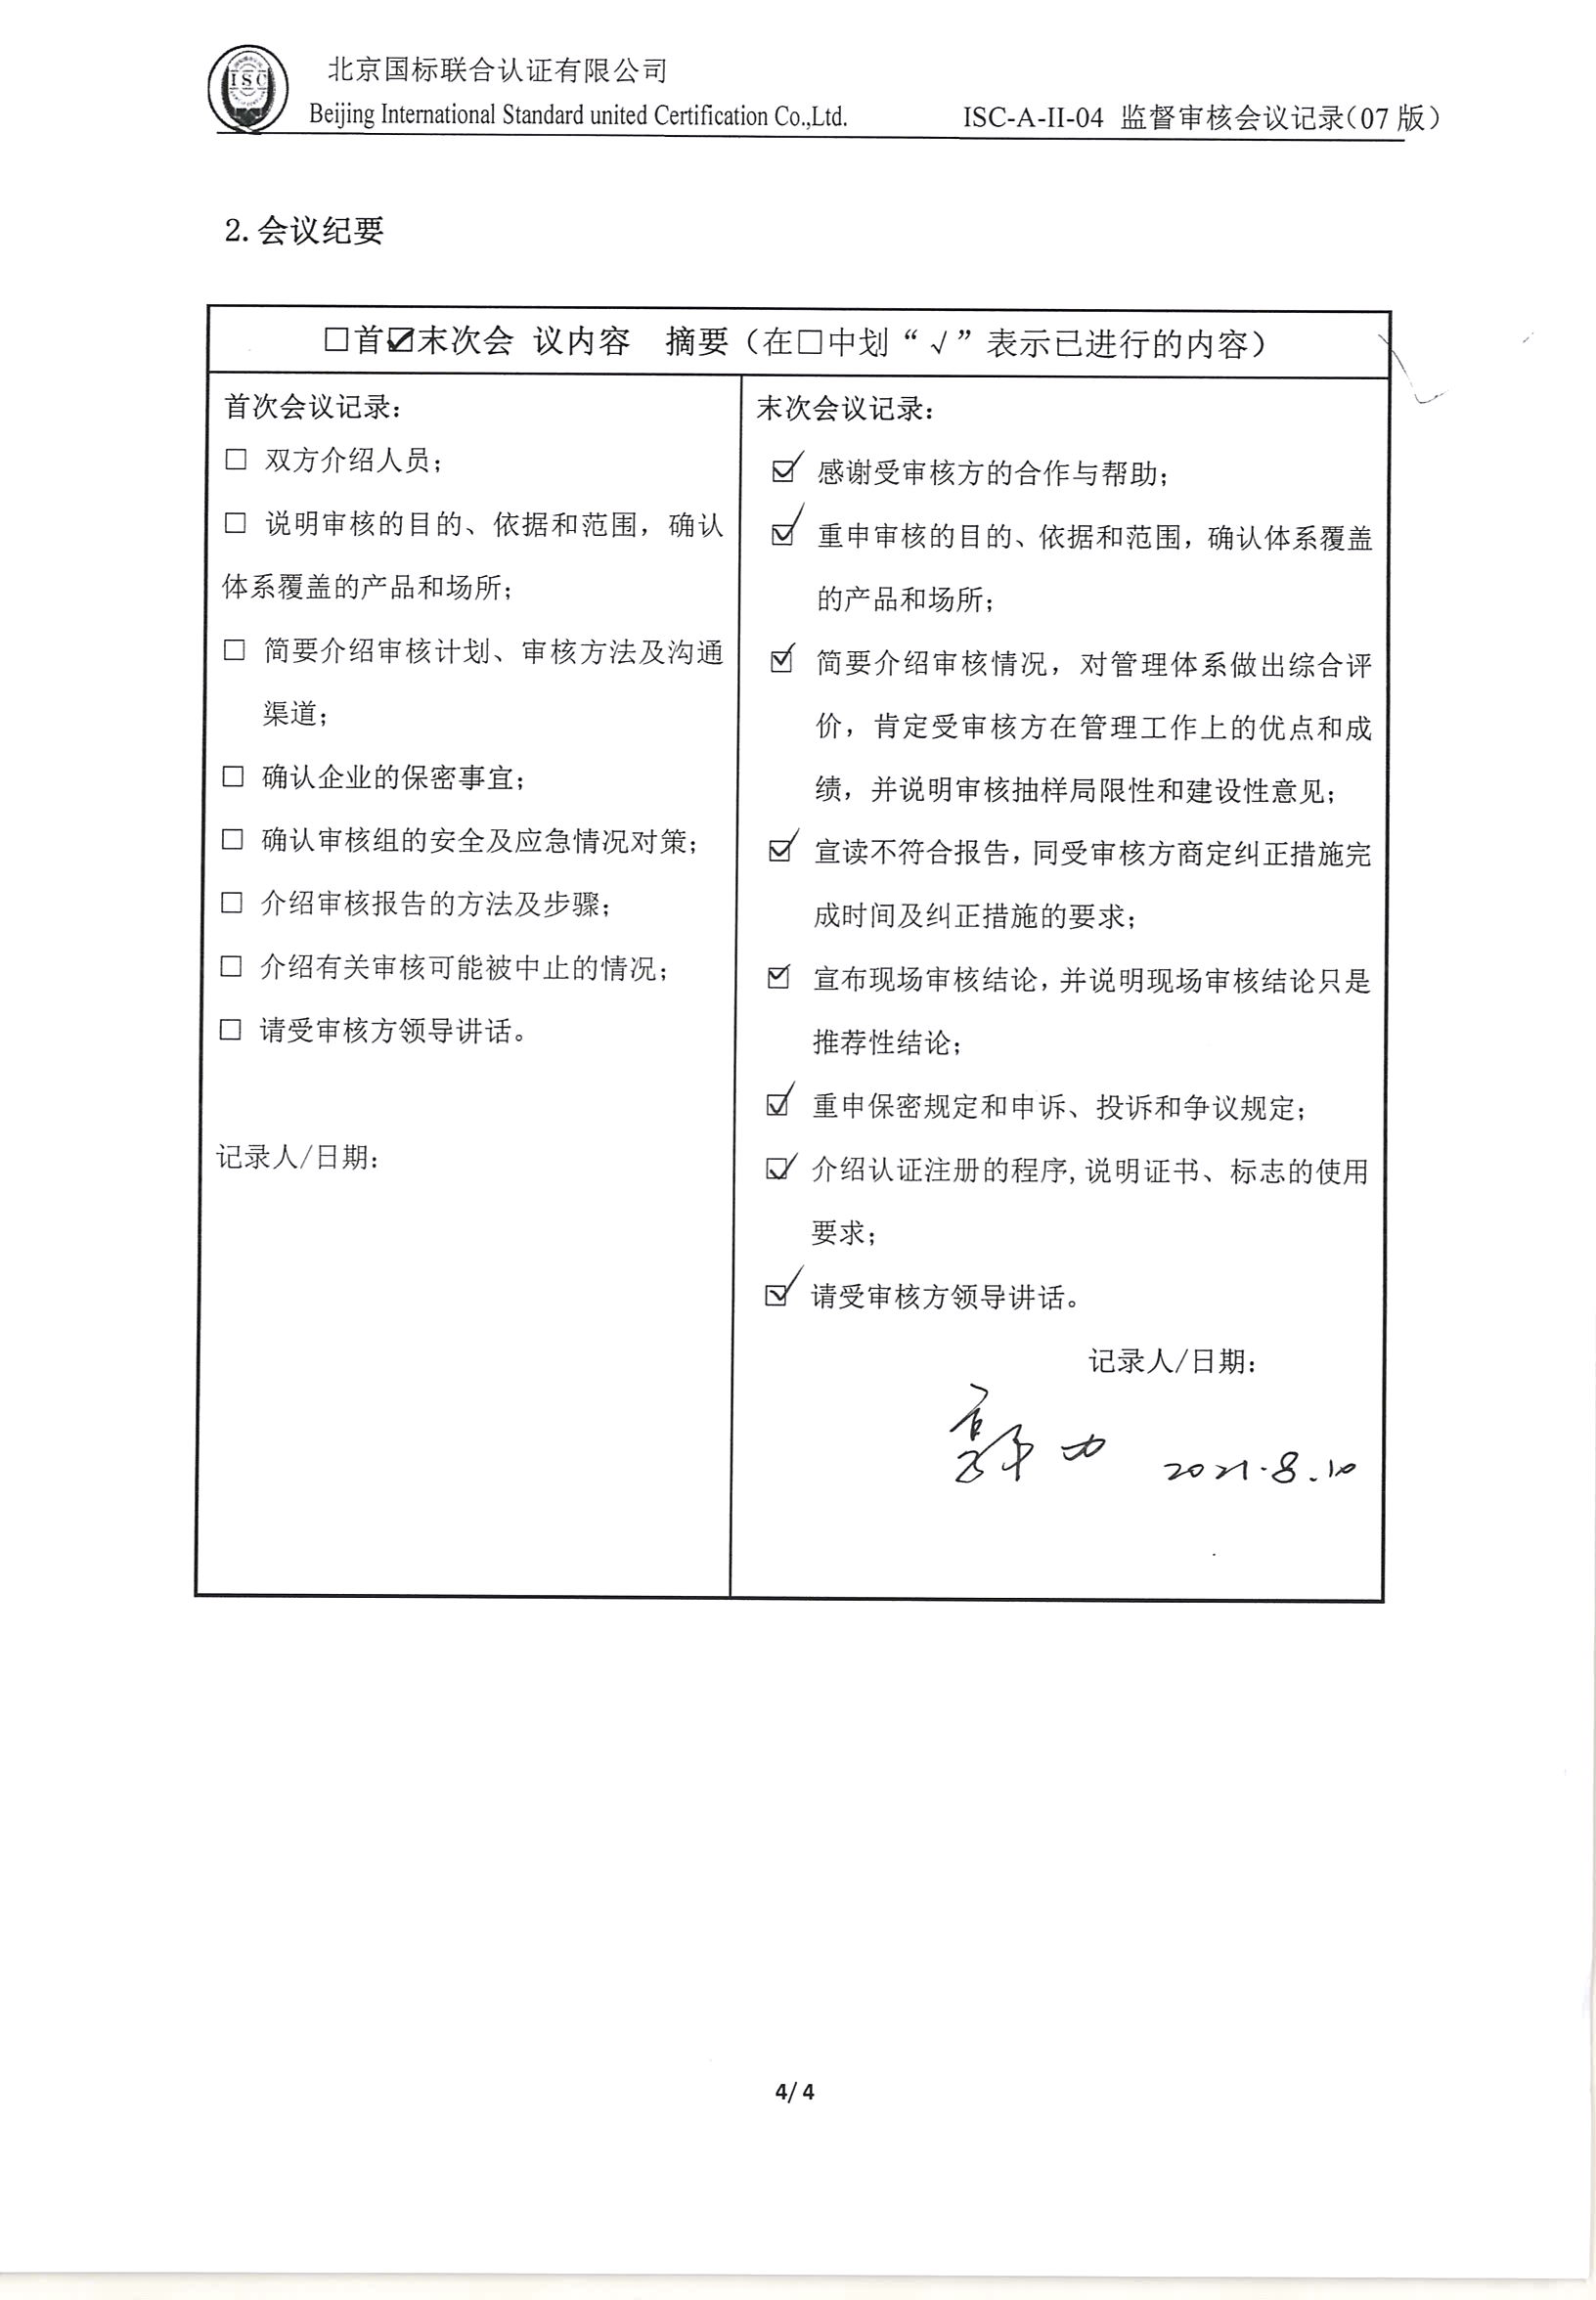 ISC
北京国标联合认证有限公司
Beijing International Standard united Certification Co.,Ltd.
ISC-A-II-04 监督审核会议记录(07版)
2.会议纪要
□首☑末次会 议内容 摘要（在□中划“√”表示已进行的内容）
首次会议记录：
□ 双方介绍人员；
□ 说明审核的目的、依据和范围，确认
体系覆盖的产品和场所；
□ 简要介绍审核计划、审核方法及沟通
渠道；
□ 确认企业的保密事宜；
□ 确认审核组的安全及应急情况对策；
□ 介绍审核报告的方法及步骤；
□ 介绍有关审核可能被中止的情况；
□ 请受审核方领导讲话。
记录人/日期：
末次会议记录：
☑ 感谢受审核方的合作与帮助；
☑ 重申审核的目的、依据和范围，确认体系覆盖
的产品和场所；
☑ 简要介绍审核情况，对管理体系做出综合评
价，肯定受审核方在管理工作上的优点和成
绩，并说明审核抽样局限性和建设性意见；
☑ 宣读不符合报告，同受审核方商定纠正措施完
成时间及纠正措施的要求；
☑ 宣布现场审核结论，并说明现场审核结论只是
推荐性结论；
☑ 重申保密规定和申诉、投诉和争议规定；
☑ 介绍认证注册的程序,说明证书、标志的使用
要求；
☑ 请受审核方领导讲话。
记录人/日期：
郭力 2021.8.10
4/ 4